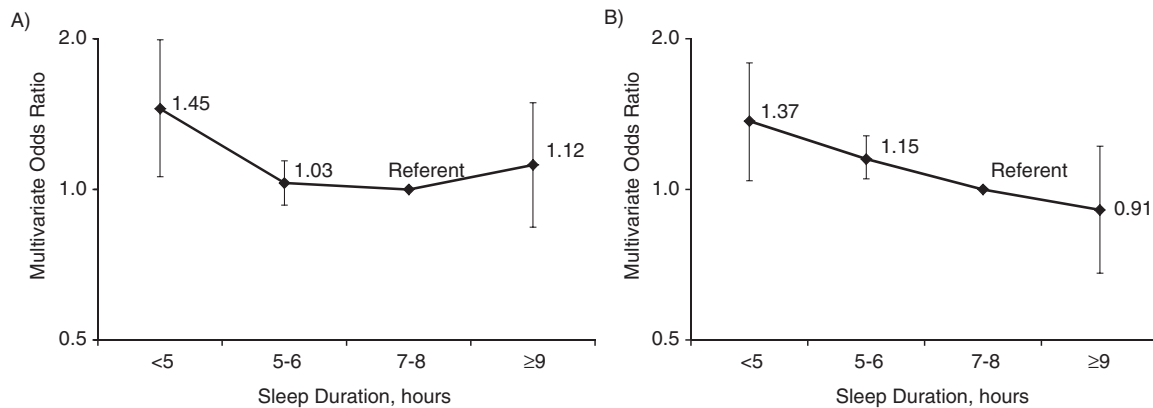 A)
Multivariate Odds Ratio
2.0
1.0
0.5
1.45
1.03
Referent
1.12
<5
5-6
7-8
≥9
Sleep Duration, hours
B)
Multivariate Odds Ratio
2.0
1.0
0.5
1.37
1.15
Referent
0.91
<5
5-6
7-8
≥9
Sleep Duration, hours